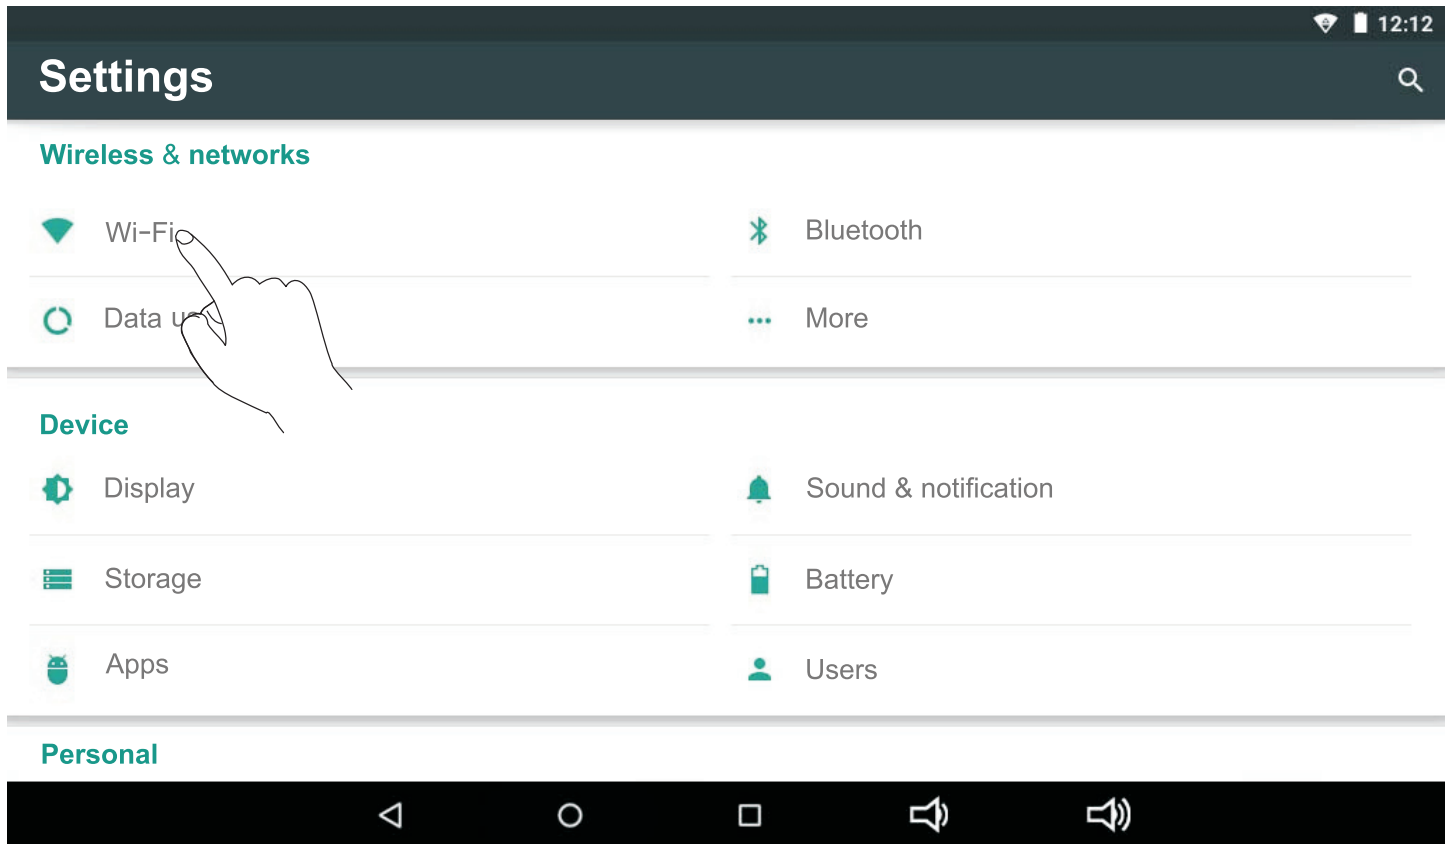 12:12
Settings
Wireless & networks
Wi-Fi
Bluetooth
Data
More
Device
Display
Sound & notification
Storage
Battery
Apps
Users
Personal